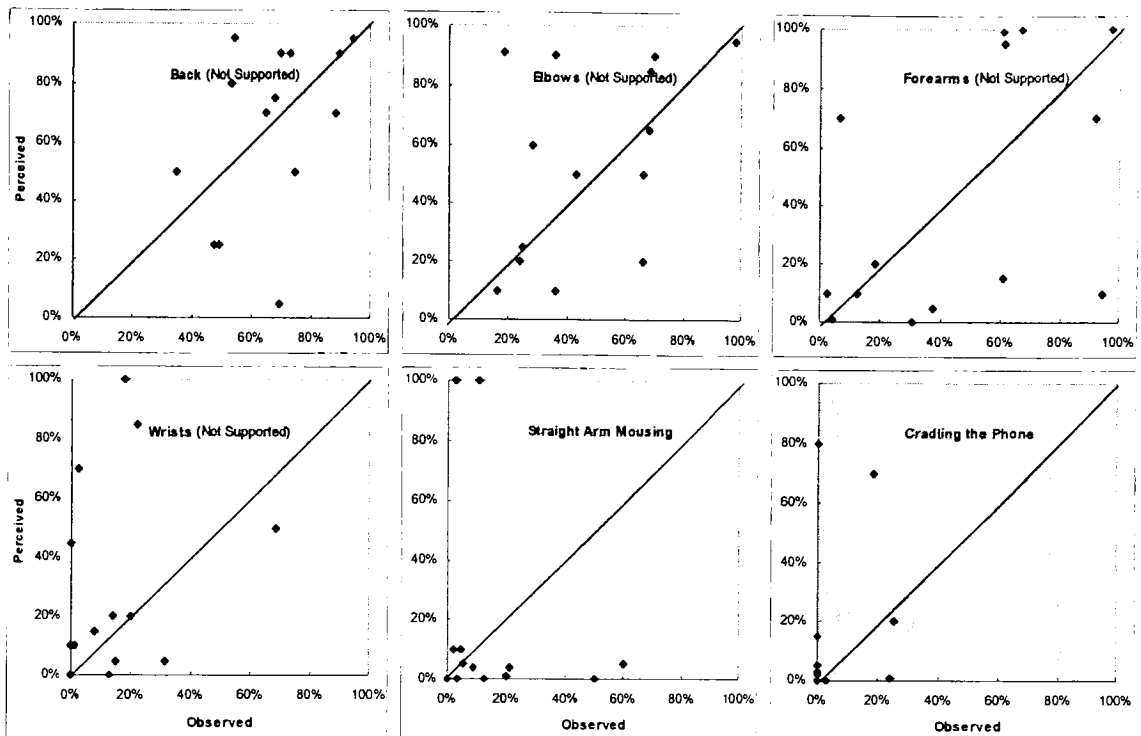 100%
80%
60%
40%
20%
0%
Perceived
Back (Not Supported)
0% 20% 40% 60% 80% 100%
100%
80%
60%
40%
20%
0%
Elbows (Not Supported)
0% 20% 40% 60% 80% 100%
100%
80%
60%
40%
20%
0%
Forearms (Not Supported)
0% 20% 40% 60% 80% 100%
100%
80%
60%
40%
20%
0%
Perceived
Wrists (Not Supported)
0% 20% 40% 60% 80% 100%
Observed
100%
80%
60%
40%
20%
0%
Straight Arm Mousing
0% 20% 40% 60% 80% 100%
Observed
100%
80%
60%
40%
20%
0%
Cradling the Phone
0% 20% 40% 60% 80% 100%
Observed